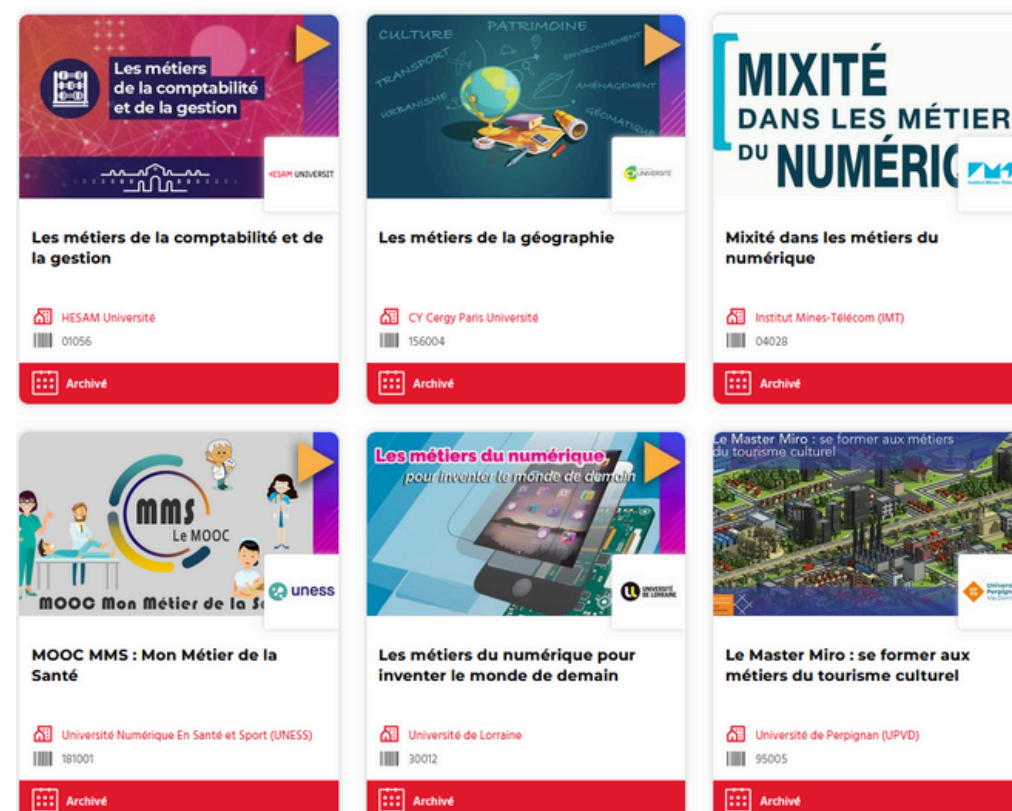 Les métiers
de la comptabilité
et de la gestion
HESAM UNIVERSIT
Les métiers de la comptabilité et de
la gestion
HESAM Université
01056
Archivé
CULTURE
PATRIMOINE
TRANSPORT
ENVIRONNEMENT
URBANISME
AMÉNAGEMENT
GÉOMATIQUE
UNIVERSITÉ
Les métiers de la géographie
CY Cergy Paris Université
156004
Archivé
MIXITÉ
DANS LES MÉTIER
DU NUMÉRIC
Mixité dans les métiers du
numérique
Institut Mines-Télécom (IMT)
04028
Archivé
MMS
Le MOOC
MOOC Mon Métier de la S
uness
MOOC MMS : Mon Métier de la
Santé
Université Numérique En Santé et Sport (UNESS)
181001
Archivé
Les métiers du numérique,
pour inventer le monde de demain
UNIVERSITÉ
DE LORRAINE
Les métiers du numérique pour
inventer le monde de demain
Université de Lorraine
30012
Archivé
Le Master Miro : se former aux métiers
du tourisme culturel
Universi
Perpign
Via Domi
Le Master Miro : se former aux
métiers du tourisme culturel
Université de Perpignan (UPVD)
95005
Archivé